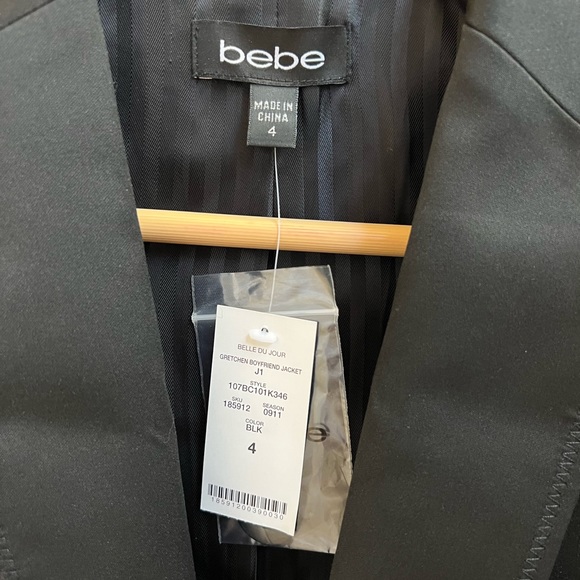 bebe
MADE IN
CHINA
4
BELLE DU JOUR
GRETCHEN BOYFRIEND JACKET
J1
STYLE
107BC101K346
SKU SEASON
185912 0911
COLOR
BLK
4
18591200390030
e